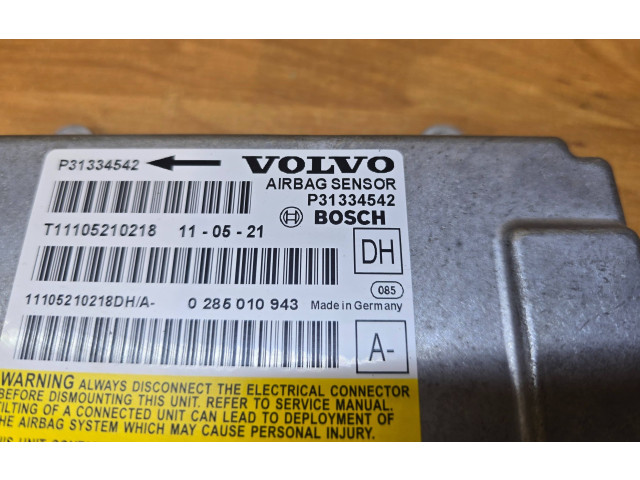 P31334542 VOLVO
AIRBAG SENSOR
P31334542
BOSCH
T11105210218 11-05-21
DH
085
11105210218DH/A- 0 285 010 943 Made in Germany
A-
WARNING ALWAYS DISCONNECT THE ELECTRICAL CONNECTOR
BEFORE DISMOUNTING THIS UNIT. REFER TO SERVICE MANUAL.
TILTING OF A CONNECTED UNIT CAN LEAD TO DEPLOYMENT OF
THE AIRBAG SYSTEM WHICH MAY CAUSE PERSONAL INJURY.